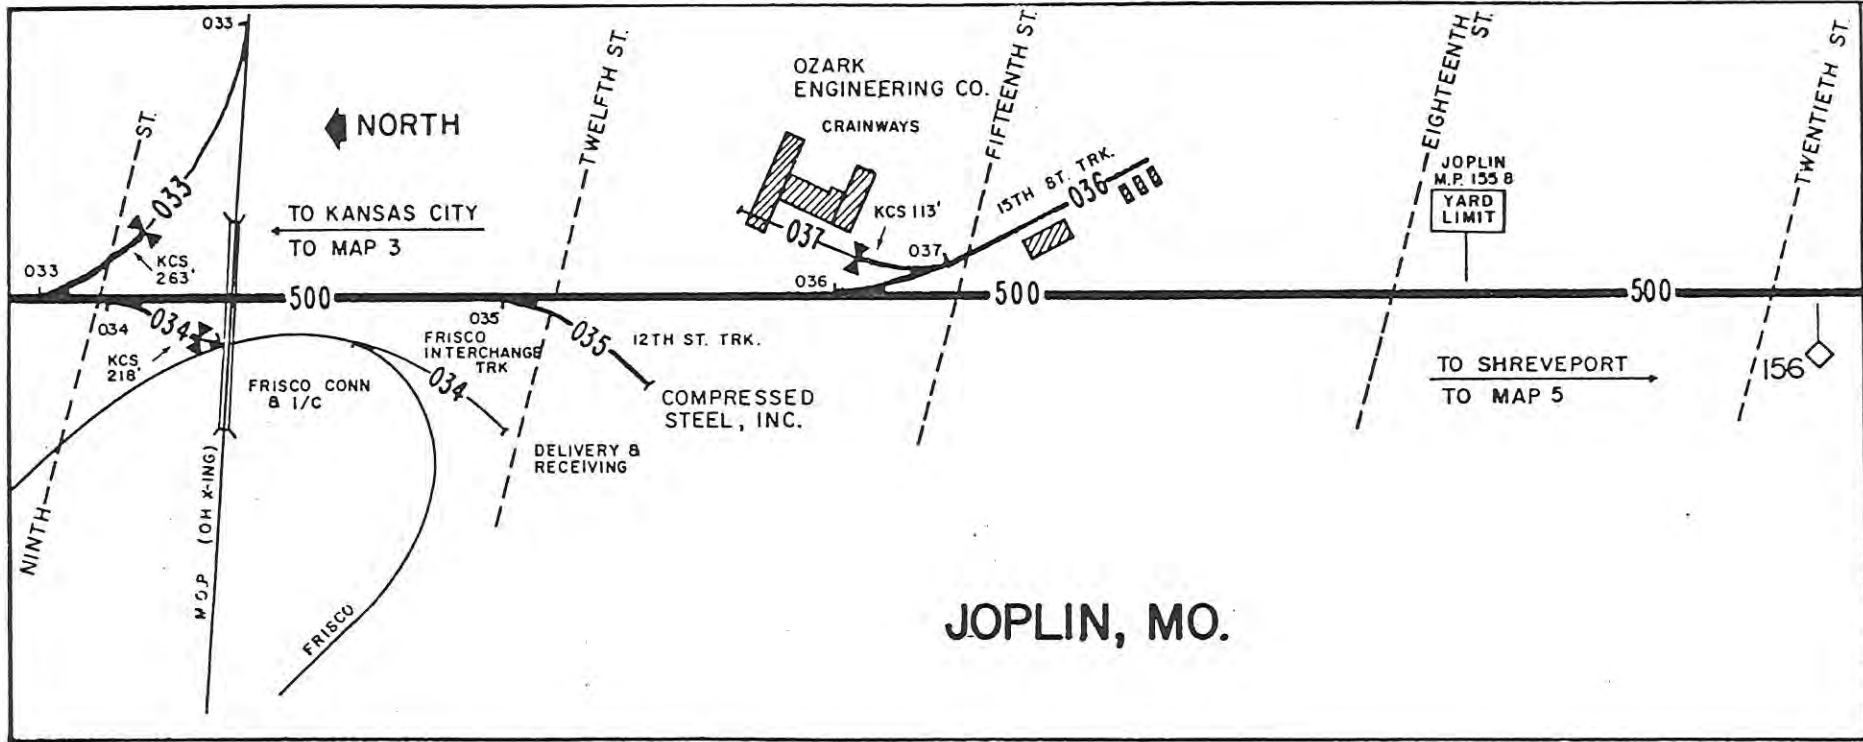 033
ST.
NORTH
TWELFTH ST.
OZARK
ENGINEERING CO.
CRAINWAYS
FIFTEENTH ST.
EIGHTEENTH
ST.
TWENTIETH ST.
033
TO KANSAS CITY
TO MAP 3
KCS 113'
037
037
15TH ST. TRK.
036
JOPLIN
M.P. 155 8
YARD
LIMIT
033
KCS
263'
036
500
500
500
034
034
KCS
218'
035
035
12TH ST. TRK.
FRISCO
INTERCHANGE
TRK
034
FRISCO CONN
& I/C
COMPRESSED
STEEL, INC.
DELIVERY &
RECEIVING
TO SHREVEPORT
TO MAP 5
156
NINTH
M.O.P (OH X-ING)
FRISCO
JOPLIN, MO.